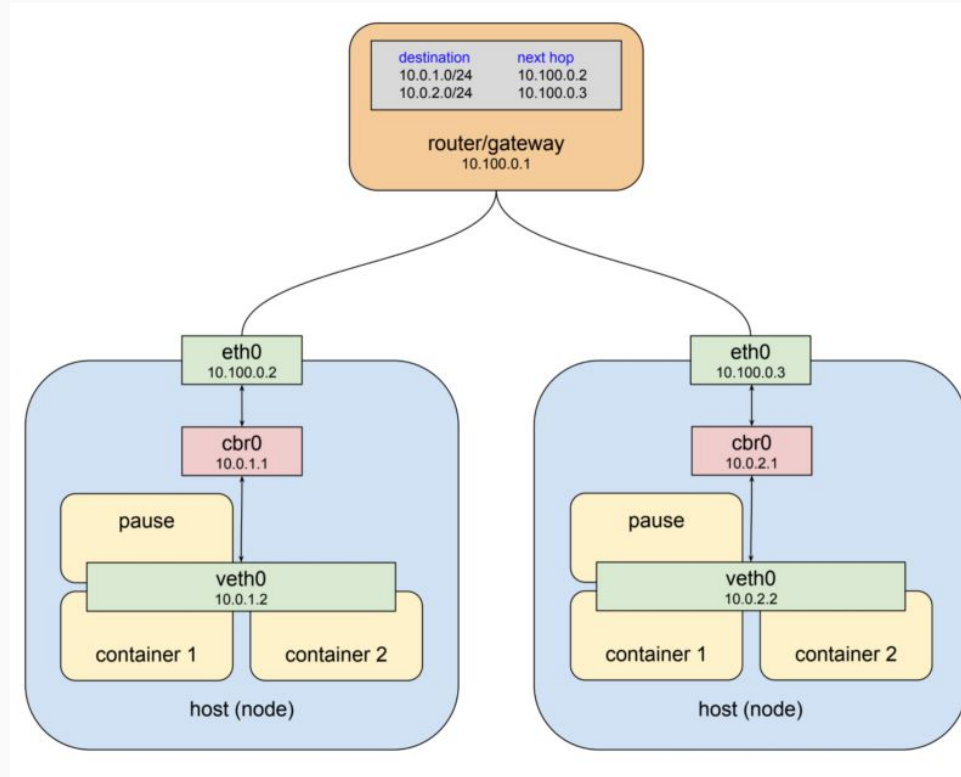 destination next hop
10.0.1.0/24 10.100.0.2
10.0.2.0/24 10.100.0.3
router/gateway
10.100.0.1
eth0
10.100.0.2
cbr0
10.0.1.1
pause
veth0
10.0.1.2
container 1
container 2
host (node)
eth0
10.100.0.3
cbr0
10.0.2.1
pause
veth0
10.0.2.2
container 1
container 2
host (node)